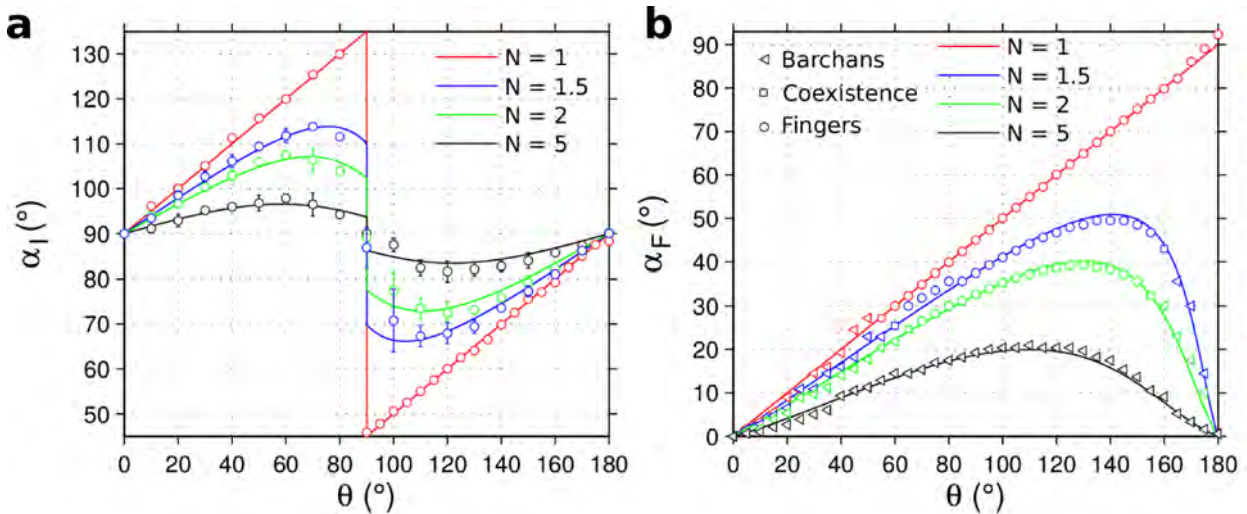 a
130
120
110
100
90
80
70
60
50
α_I (°)
N = 1
N = 1.5
N = 2
N = 5
0 20 40 60 80 100 120 140 160 180
θ (°)
b
90
80
70
60
50
40
30
20
10
0
α_F (°)
Barchans
Coexistence
Fingers
N = 1
N = 1.5
N = 2
N = 5
0 20 40 60 80 100 120 140 160 180
θ (°)